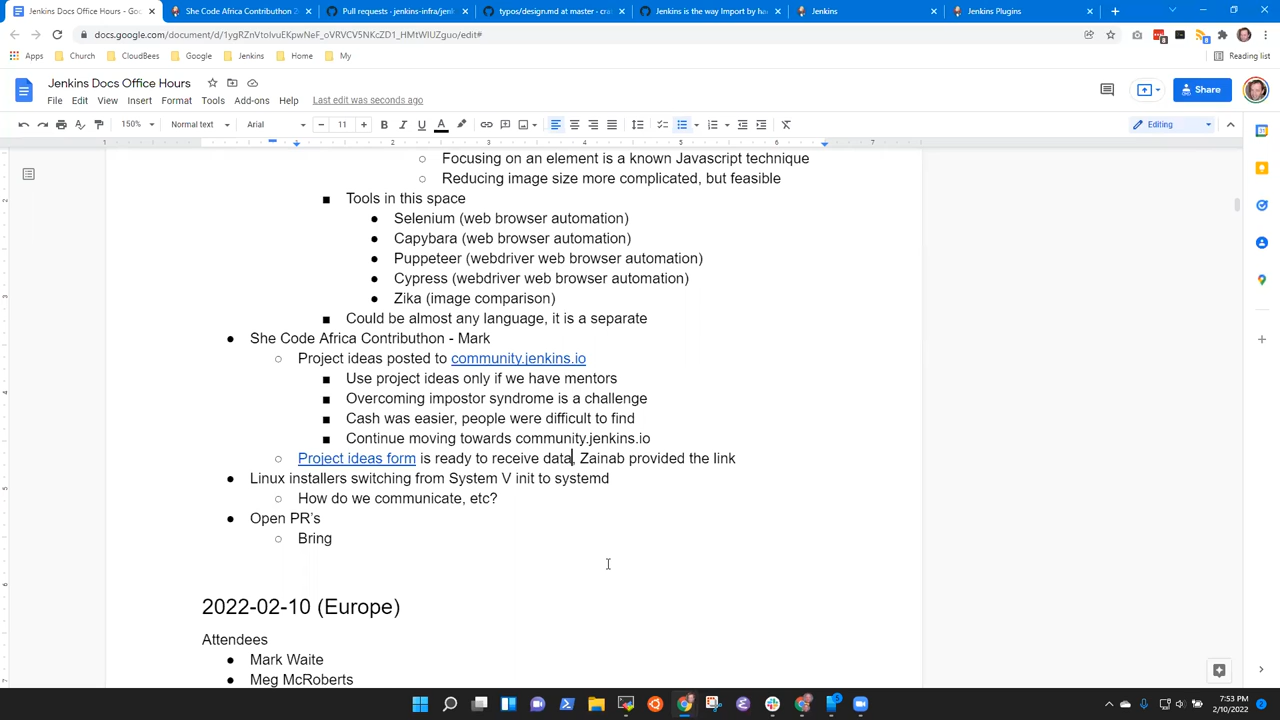 Jenkins Docs Office Hours - Goo
She Code Africa Contributhon 2
Pull requests · jenkins-infra/jen
typos/design.md at master · cra
Jenkins is the way Import by ha
Jenkins
Jenkins Plugins
docs.google.com/document/d/1ygRZnVtoIvuEKpwNeF_oVRVCV5NKcZD1_HMtWIUZguo/edit#
Apps
Church
CloudBees
Google
Jenkins
Home
My
Reading list
Jenkins Docs Office Hours
File Edit View Insert Format Tools Add-ons Help Last edit was seconds ago
Share
150% Normal text Arial 11 Editing
Focusing on an element is a known Javascript technique
Reducing image size more complicated, but feasible
Tools in this space
Selenium (web browser automation)
Capybara (web browser automation)
Puppeteer (webdriver web browser automation)
Cypress (webdriver web browser automation)
Zika (image comparison)
Could be almost any language, it is a separate
She Code Africa Contributhon - Mark
Project ideas posted to community.jenkins.io
Use project ideas only if we have mentors
Overcoming impostor syndrome is a challenge
Cash was easier, people were difficult to find
Continue moving towards community.jenkins.io
Project ideas form is ready to receive data, Zainab provided the link
Linux installers switching from System V init to systemd
How do we communicate, etc?
Open PR's
Bring
2022-02-10 (Europe)
Attendees
Mark Waite
Meg McRoberts
7:53 PM
2/10/2022